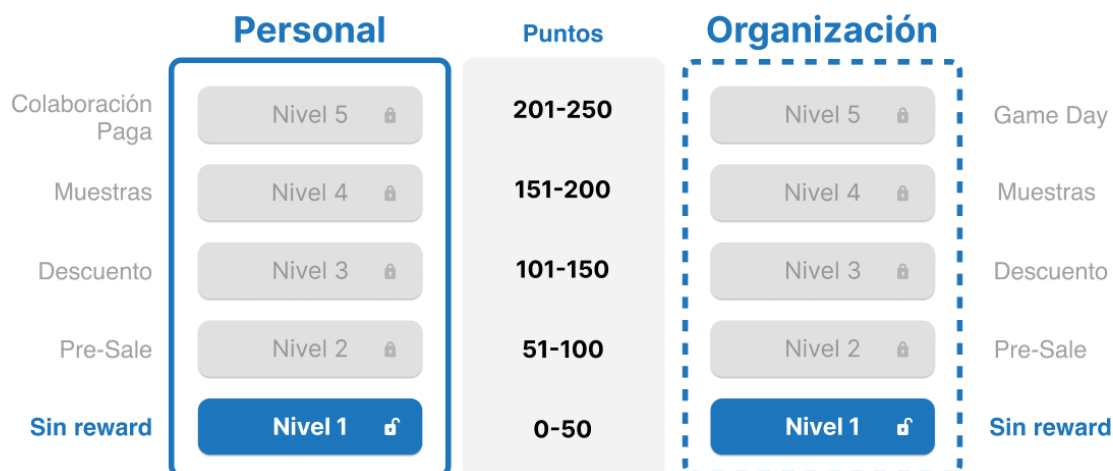 Personal
Puntos
Organización
Colaboración
Paga
Nivel 5
201-250
Nivel 5
Game Day
Muestras
Nivel 4
151-200
Nivel 4
Muestras
Descuento
Nivel 3
101-150
Nivel 3
Descuento
Pre-Sale
Nivel 2
51-100
Nivel 2
Pre-Sale
Sin reward
Nivel 1
0-50
Nivel 1
Sin reward